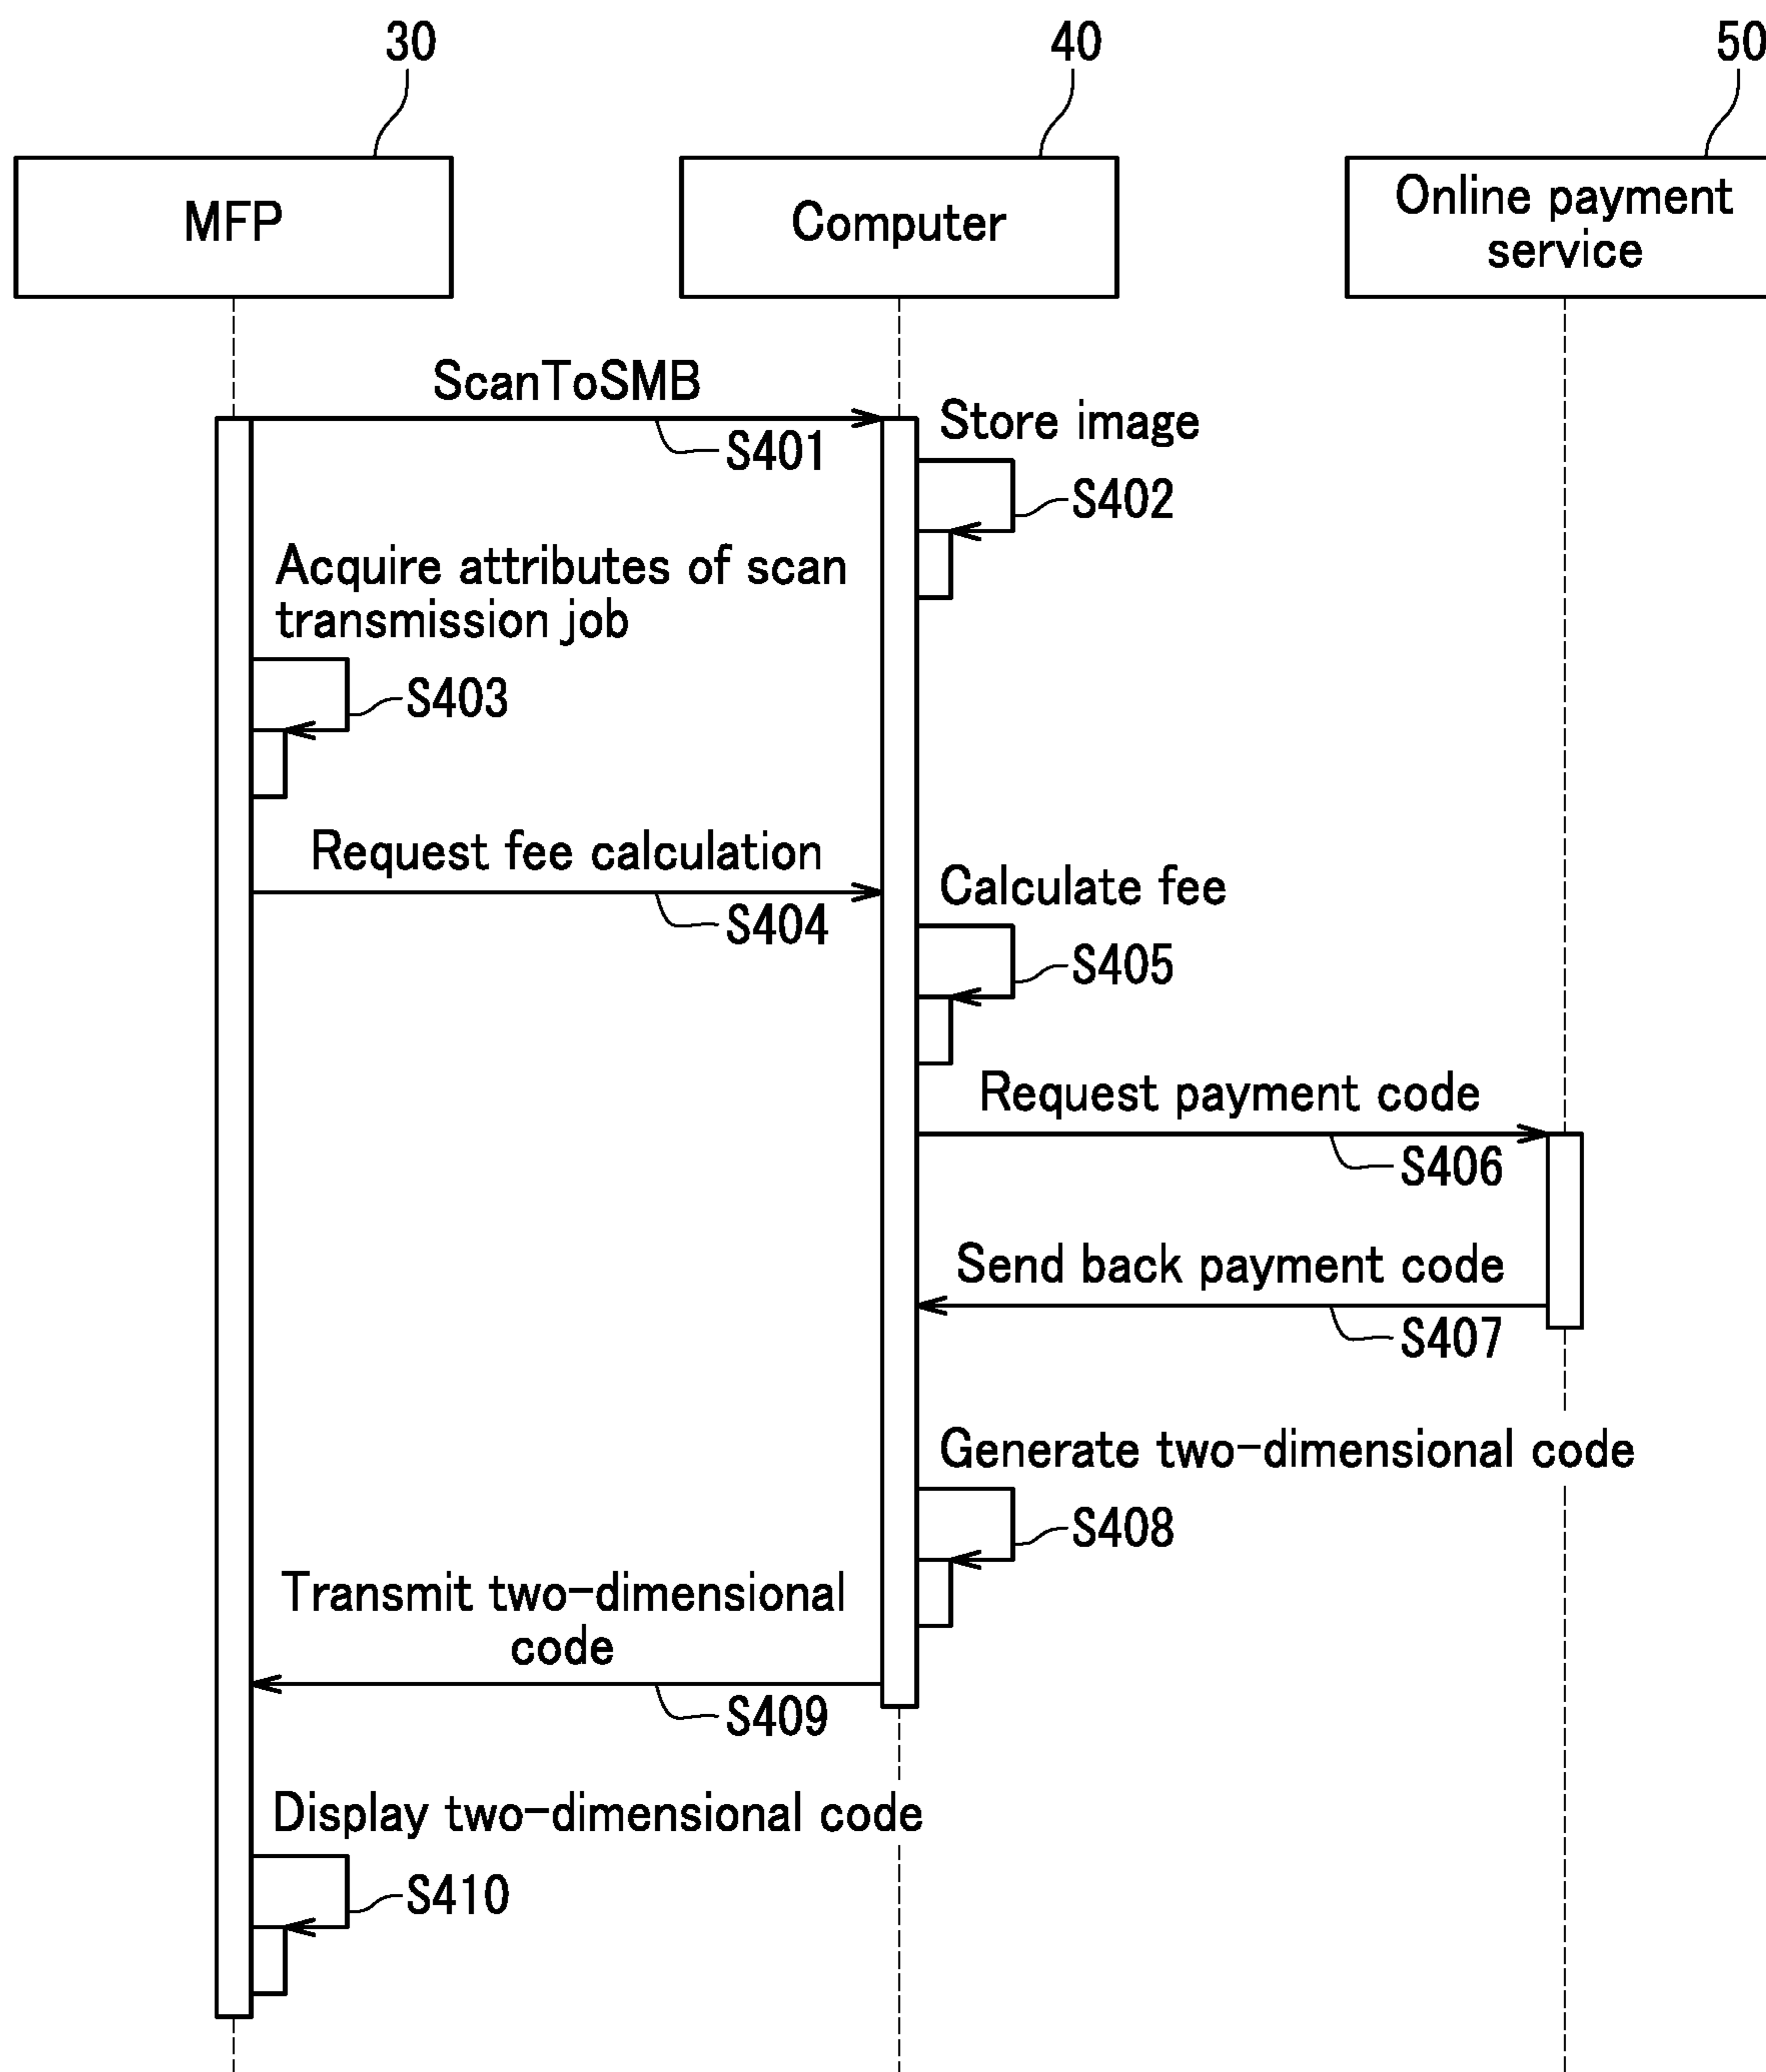 30
40
50
MFP
Computer
Online payment
service
ScanToSMB
S401
Store image
S402
Acquire attributes of scan
transmission job
S403
Request fee calculation
S404
Calculate fee
S405
Request payment code
S406
Send back payment code
S407
Generate two-dimensional code
S408
Transmit two-dimensional
code
S409
Display two-dimensional code
S410